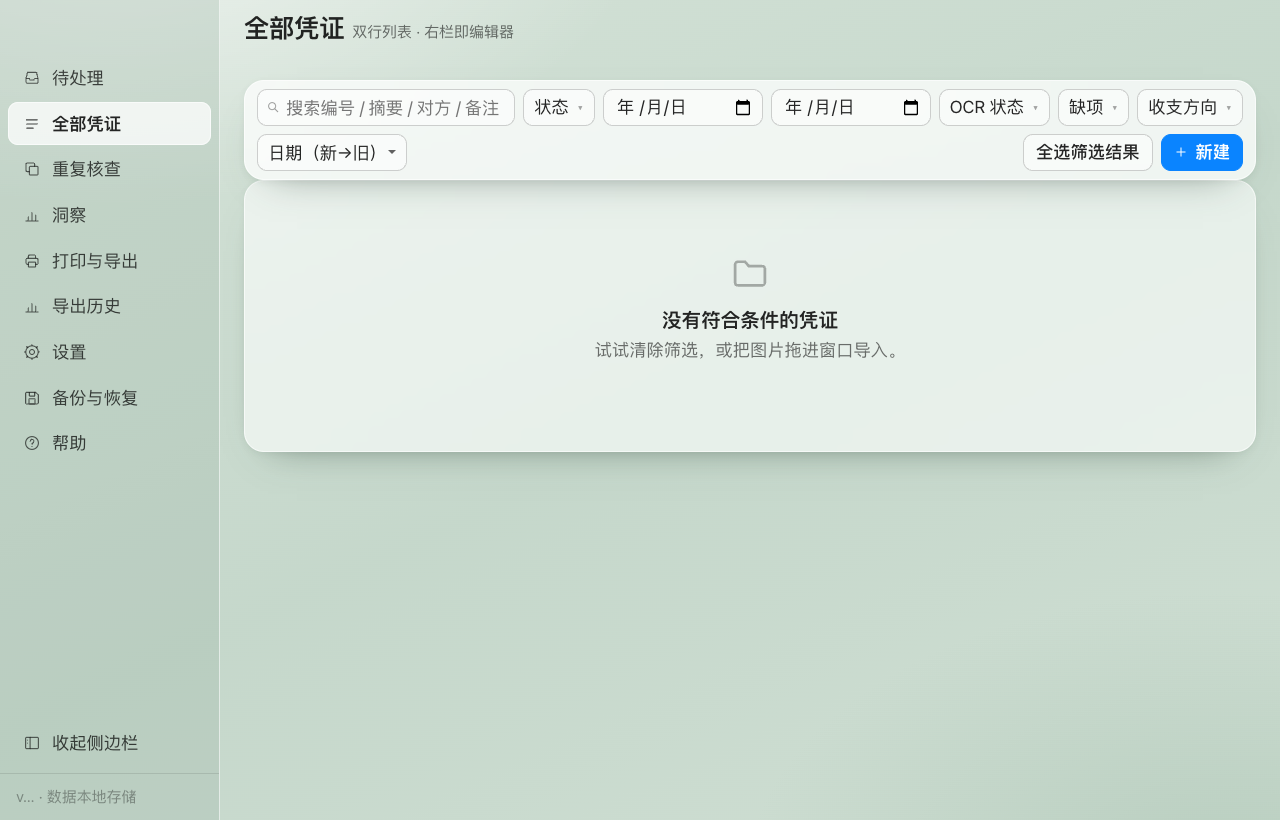 待处理
全部凭证
重复核查
洞察
打印与导出
导出历史
设置
备份与恢复
帮助
收起侧边栏
v... · 数据本地存储
全部凭证 双行列表 · 右栏即编辑器
搜索编号 / 摘要 / 对方 / 备注 状态 年 /月/日 年 /月/日 OCR 状态 缺项 收支方向
日期（新→旧） 全选筛选结果 + 新建
没有符合条件的凭证
试试清除筛选，或把图片拖进窗口导入。